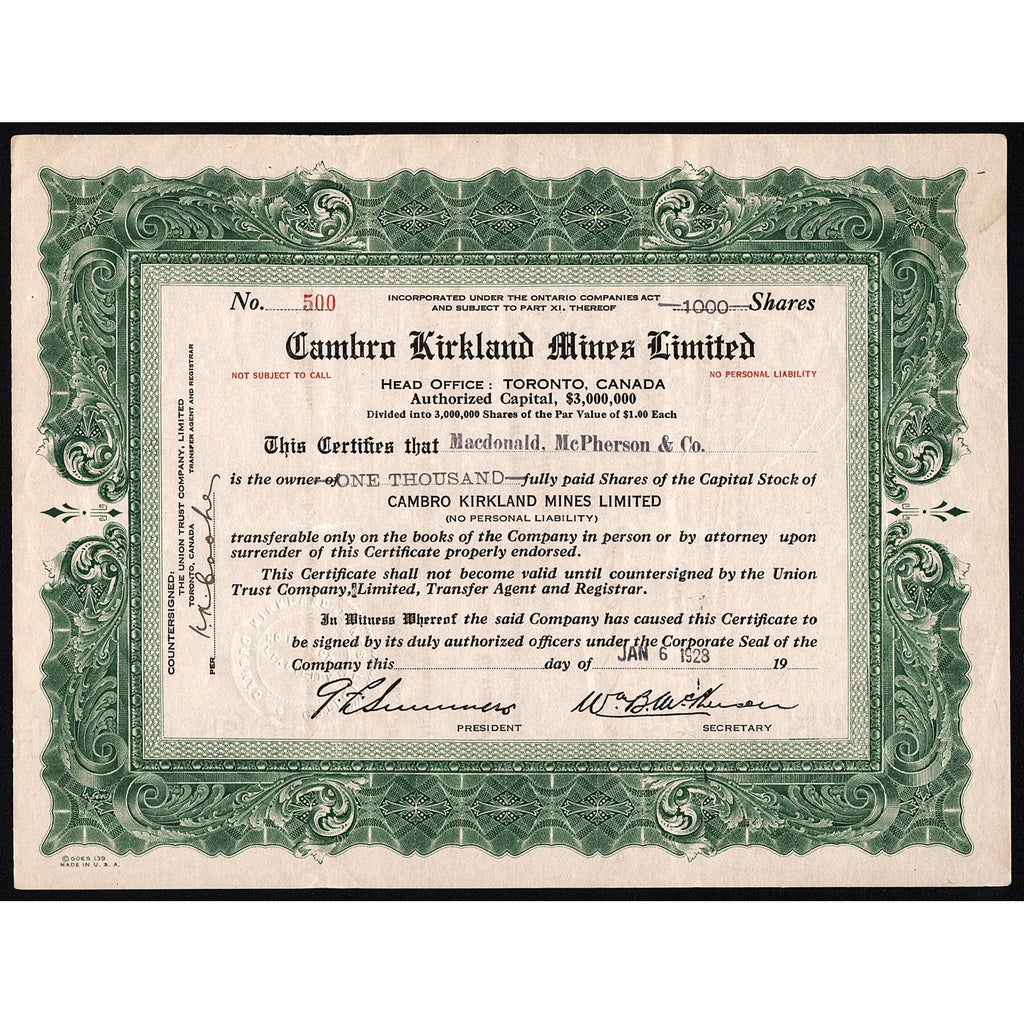 No. 500
INCORPORATED UNDER THE ONTARIO COMPANIES ACT
AND SUBJECT TO PART XI. THEREOF
—1000— Shares
Cambro Kirkland Mines Limited
NOT SUBJECT TO CALL
NO PERSONAL LIABILITY
HEAD OFFICE: TORONTO, CANADA
Authorized Capital, $3,000,000
Divided into 3,000,000 Shares of the Par Value of $1.00 Each
This Certifies that Macdonald, McPherson & Co.
is the owner of ONE THOUSAND fully paid Shares of the Capital Stock of
CAMBRO KIRKLAND MINES LIMITED
(NO PERSONAL LIABILITY)
transferable only on the books of the Company in person or by attorney upon
surrender of this Certificate properly endorsed.
This Certificate shall not become valid until countersigned by the Union
Trust Company, Limited, Transfer Agent and Registrar.
In Witness Whereof the said Company has caused this Certificate to
be signed by its duly authorized officers under the Corporate Seal of the
Company this day of JAN 6 1928 19
PRESIDENT
Wm B. McPherson
SECRETARY
COUNTERSIGNED:
THE UNION TRUST COMPANY, LIMITED
TORONTO, CANADA
TRANSFER AGENT AND REGISTRAR
PER
© GOES 139
MADE IN U. S. A.